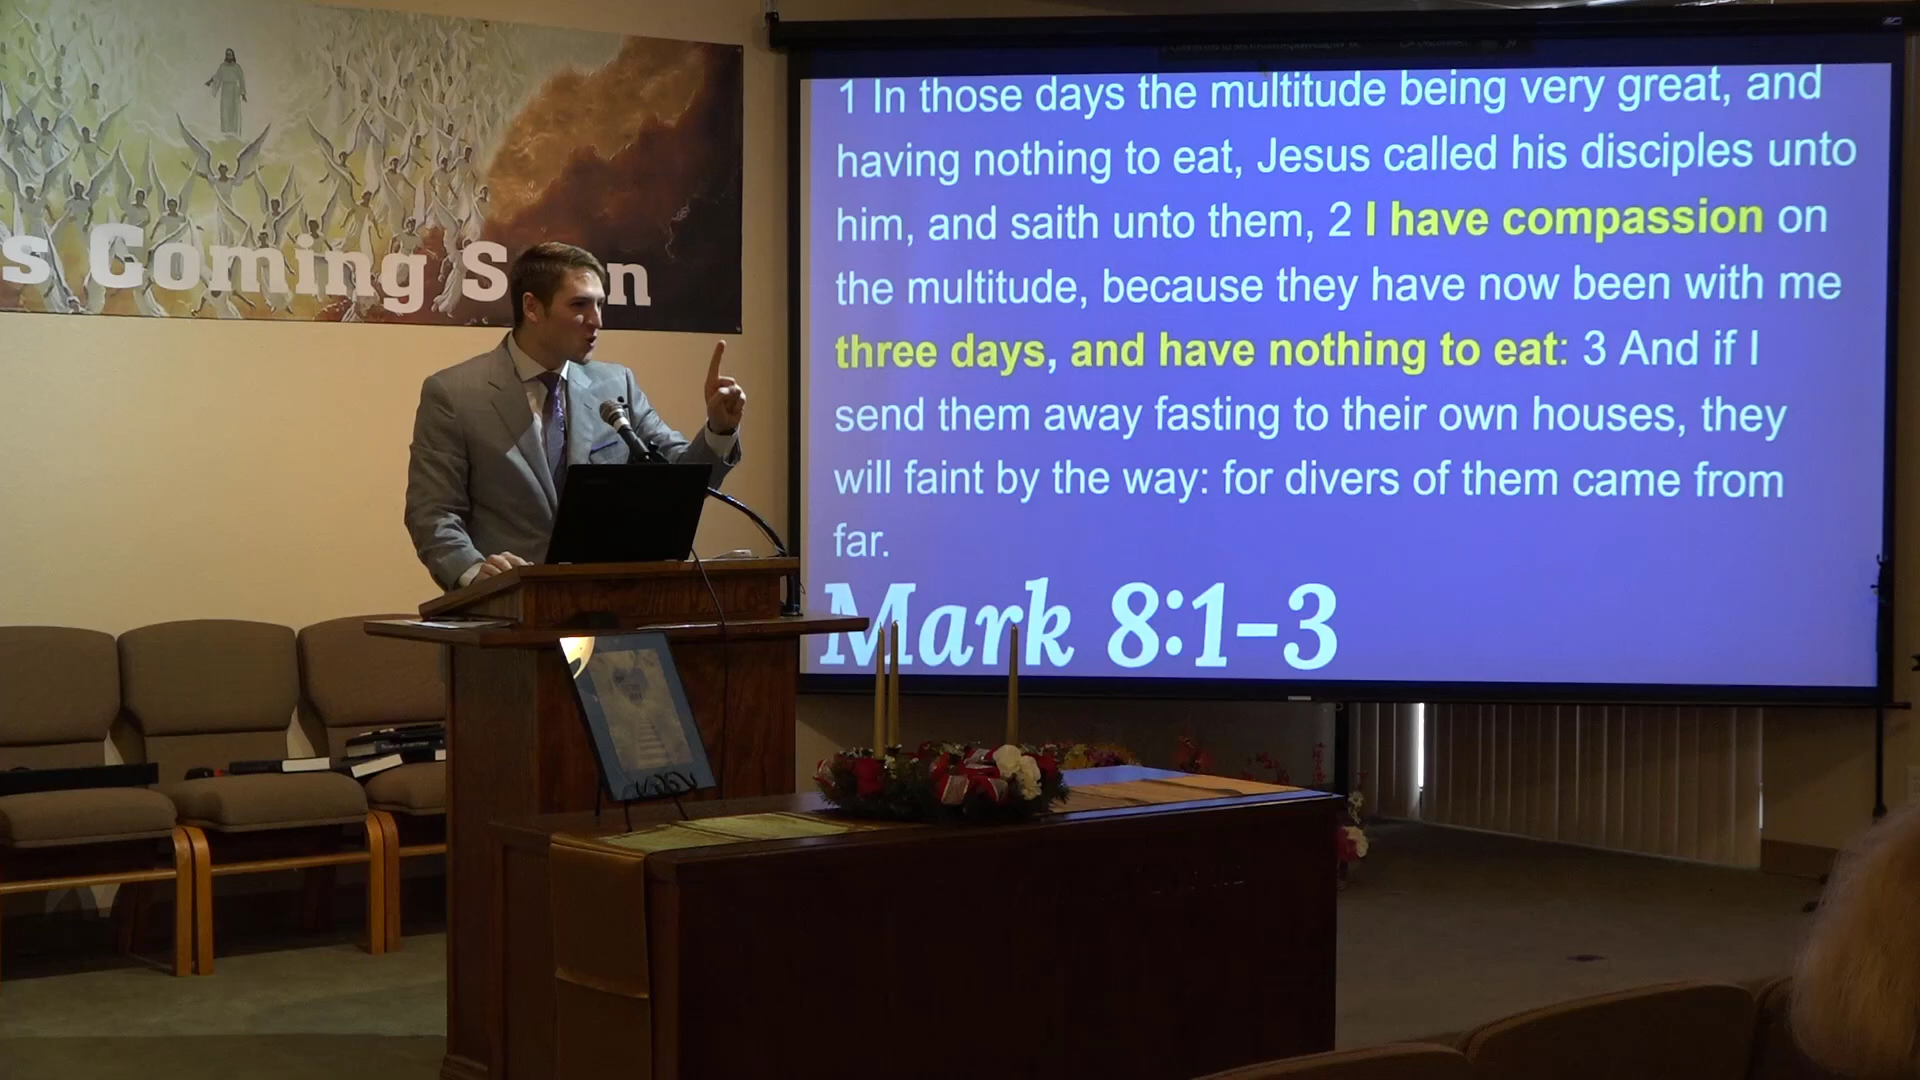 s Coming S n
1 In those days the multitude being very great, and
having nothing to eat, Jesus called his disciples unto
him, and saith unto them, 2 I have compassion on
the multitude, because they have now been with me
three days, and have nothing to eat: 3 And if I
send them away fasting to their own houses, they
will faint by the way: for divers of them came from
far.
Mark 8:1-3